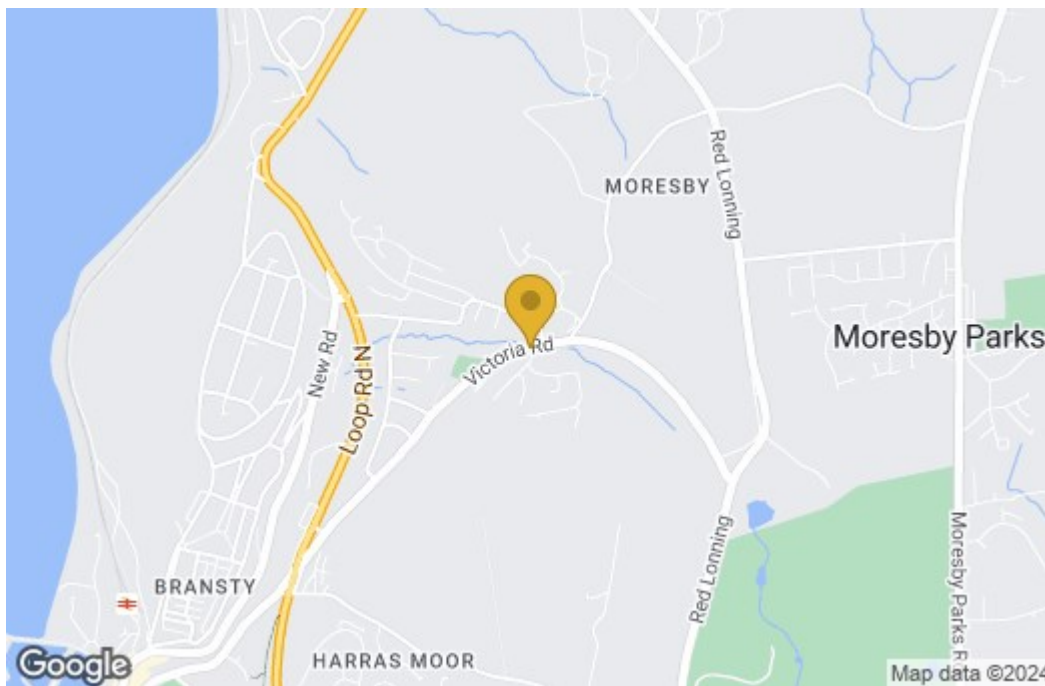 MORESBY
Red Lonning
Moresby Parks
New Rd
Loop Rd N
Victoria Rd
Red Lonning
Moresby Parks Rd
BRANSTY
HARRAS MOOR
Google
Map data ©2024